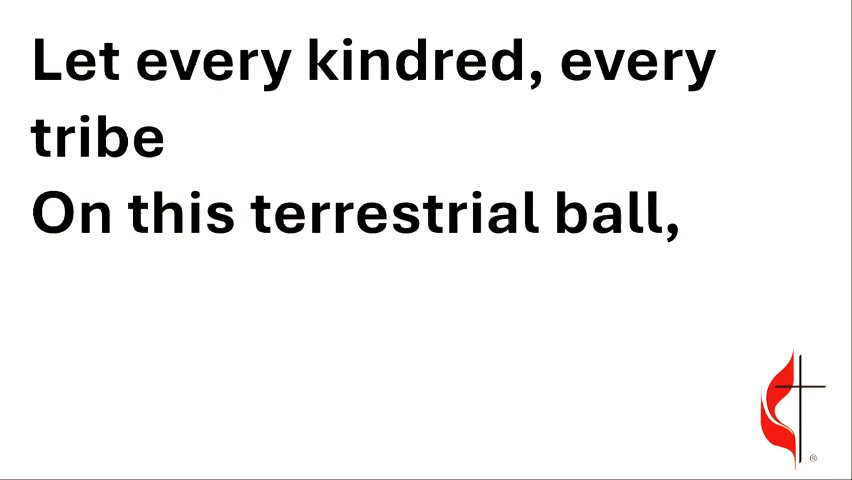 Let every kindred, every
tribe
On this terrestrial ball,
®